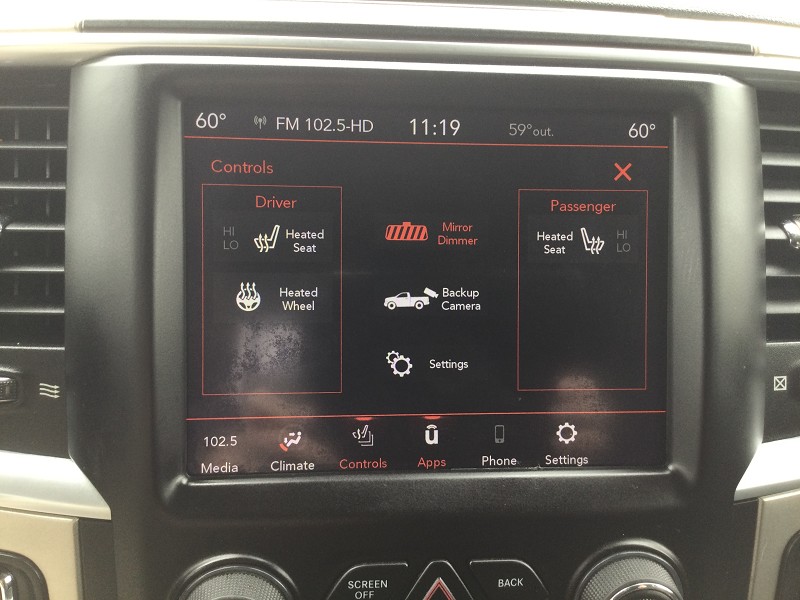 60° FM 102.5-HD 11:19 59°out. 60°
Controls
Driver
Passenger
HI
LO
Heated
Seat
Mirror
Dimmer
Heated
Seat
HI
LO
Heated
Wheel
Backup
Camera
Settings
102.5
Media Climate Controls Apps Phone Settings
SCREEN
OFF
BACK